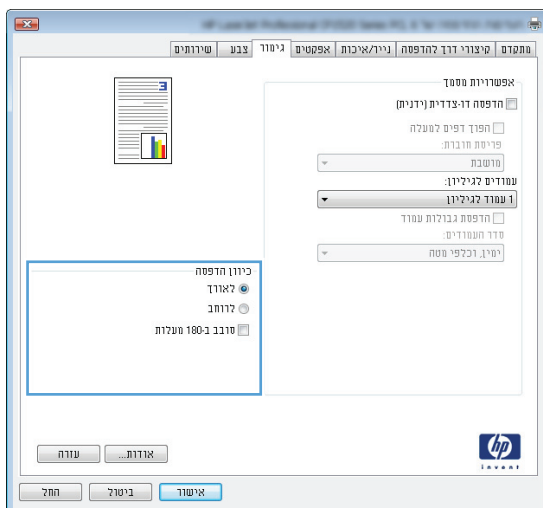 מתקדם קיצורי דרך להדפסה נייר/איכות אפקטים גימור צבע שירותים
אפשרויות מסמך
הדפסה דו-צדדית (ידנית)
הפוך דפים למעלה
פריסת חוברת:
מושבת
עמודים לגיליון:
1 עמוד לגיליון
הדפסת גבולות עמוד
סדר העמודים:
ימין, וכלפי מטה
כיוון הדפסה
לאורך
לרוחב
סובב ב-180 מעלות
hp
invent
אודות...
עזרה
אישור
ביטול
החל